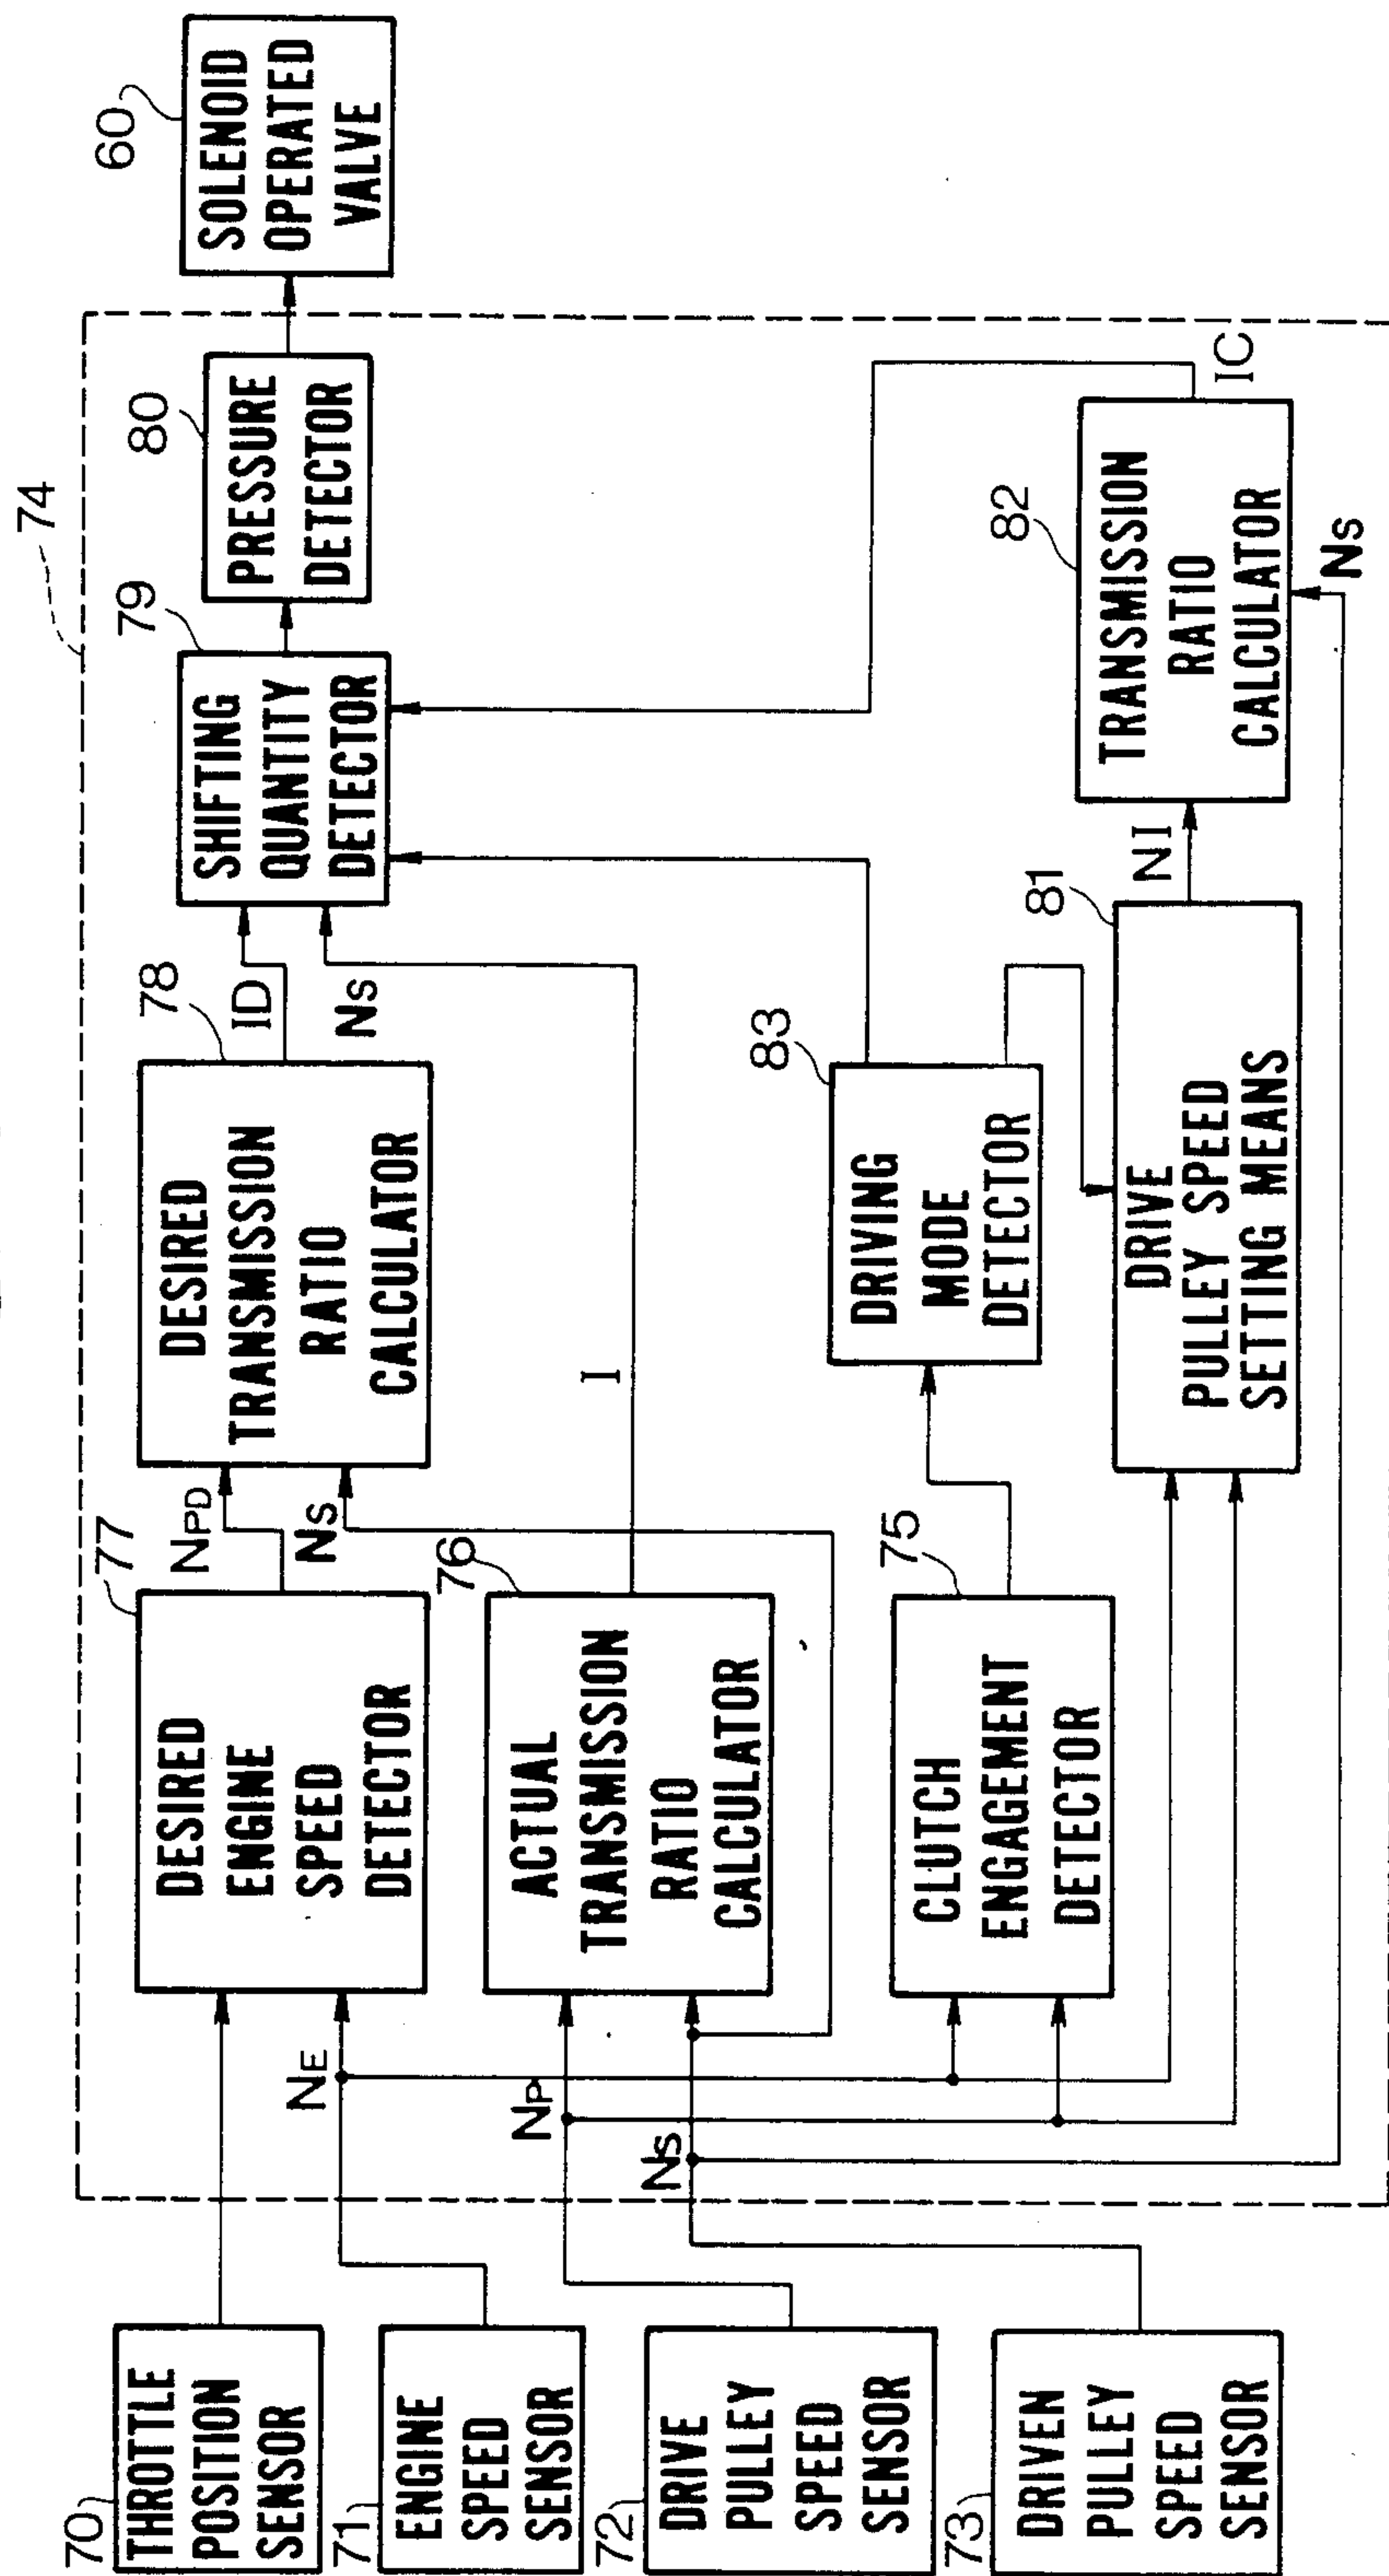 70
THROTTLE
POSITION
SENSOR
71
ENGINE
SPEED
SENSOR
72
DRIVE
PULLEY
SPEED
SENSOR
73
DRIVEN
PULLEY
SPEED
SENSOR
74
NE
NP
NS
77
DESIRED
ENGINE
SPEED
DETECTOR
NPD
NS
76
ACTUAL
TRANSMISSION
RATIO
CALCULATOR
I
75
CLUTCH
ENGAGEMENT
DETECTOR
78
DESIRED
TRANSMISSION
RATIO
CALCULATOR
ID
NS
83
DRIVING
MODE
DETECTOR
81
DRIVE
PULLEY SPEED
SETTING MEANS
NI
79
SHIFTING
QUANTITY
DETECTOR
80
PRESSURE
DETECTOR
82
TRANSMISSION
RATIO
CALCULATOR
NS
IC
60
SOLENOID
OPERATED
VALVE